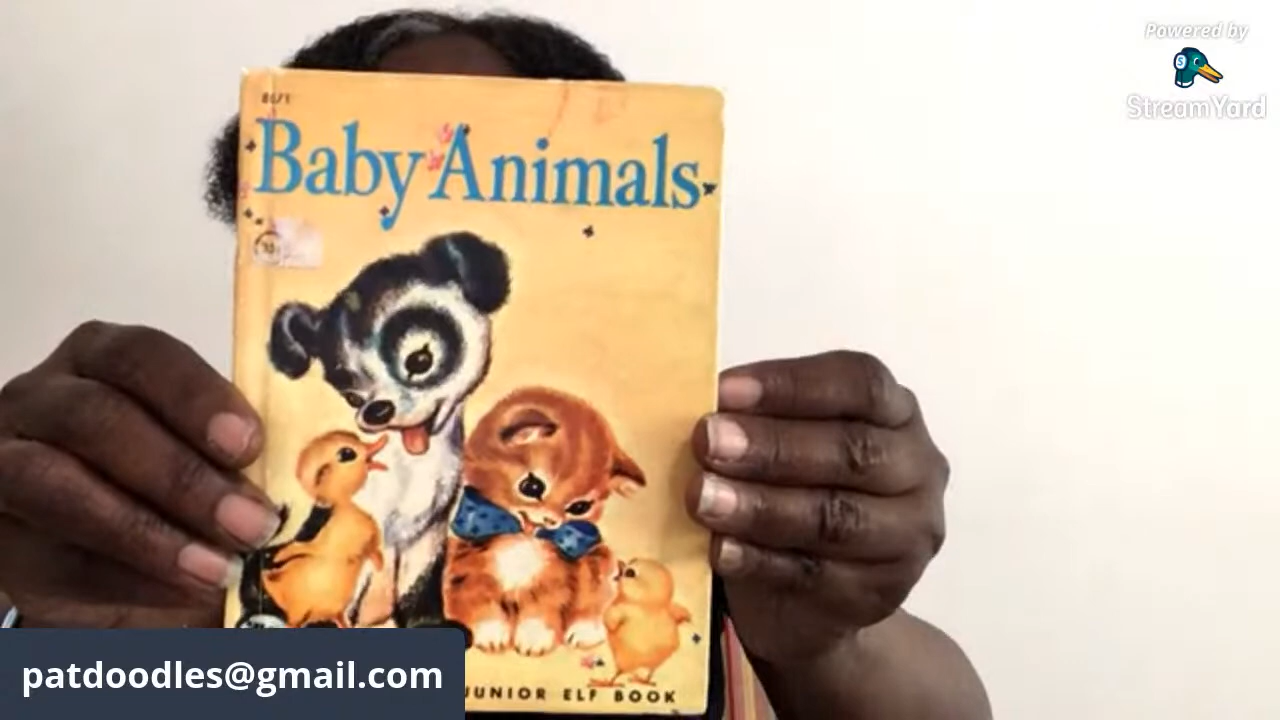 Powered by
StreamYard
Baby Animals
JUNIOR ELF BOOK
patdoodles@gmail.com